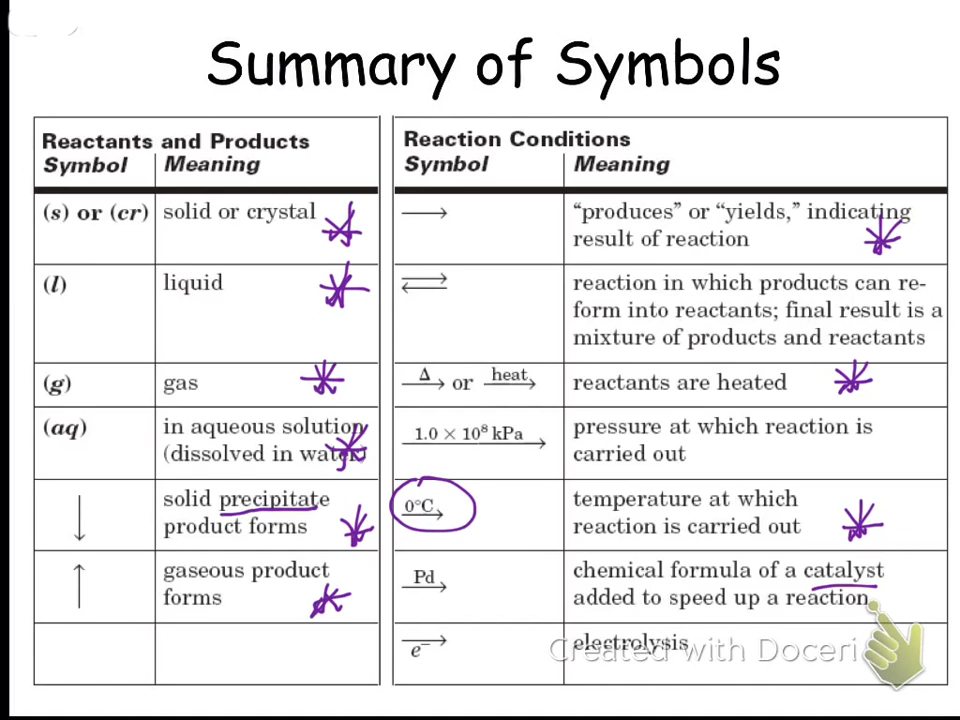 Summary of Symbols
Reactants and Products
Symbol Meaning
(s) or (cr) solid or crystal
(l) liquid
(g) gas
(aq) in aqueous solution
(dissolved in water)
↓ solid precipitate
product forms
↑ gaseous product
forms
Reaction Conditions
Symbol Meaning
→ “produces” or “yields,” indicating
result of reaction
⇄ reaction in which products can re-
form into reactants; final result is a
mixture of products and reactants
Δ→ or heat→ reactants are heated
1.0 × 10⁸ kPa→ pressure at which reaction is
carried out
0°C→ temperature at which
reaction is carried out
Pd→ chemical formula of a catalyst
added to speed up a reaction
e⁻→ electrolysis
Created with Doceri